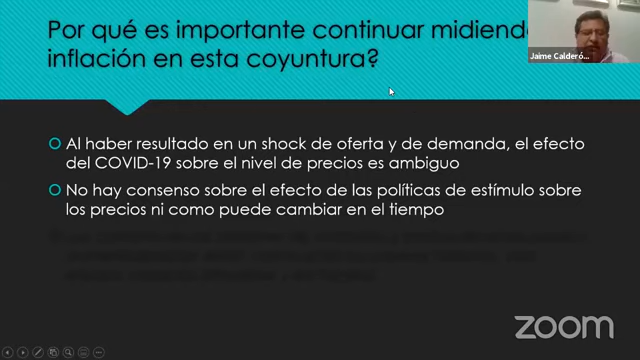 Por qué es importante continuar midiendo
inflación en esta coyuntura?
Jaime Calderó...
Al haber resultado en un shock de oferta y de demanda, el efecto
del COVID-19 sobre el nivel de precios es ambiguo
No hay consenso sobre el efecto de las políticas de estímulo sobre
los precios ni como puede cambiar en el tiempo
zoom